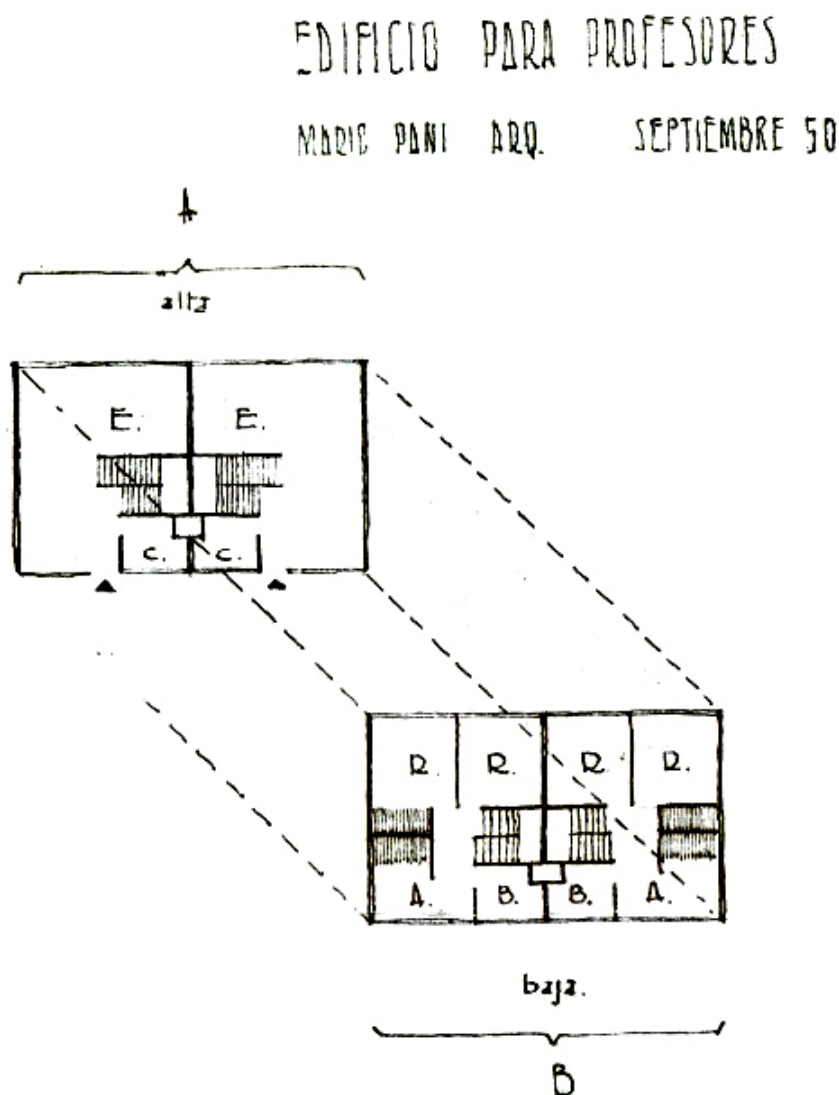 EDIFICIO PARA PROFESORES
MARIO PANI ARQ. SEPTIEMBRE 50
A
alta
E. E.
C. C.
R. R. R. R.
A. B. B. A.
baja.
B